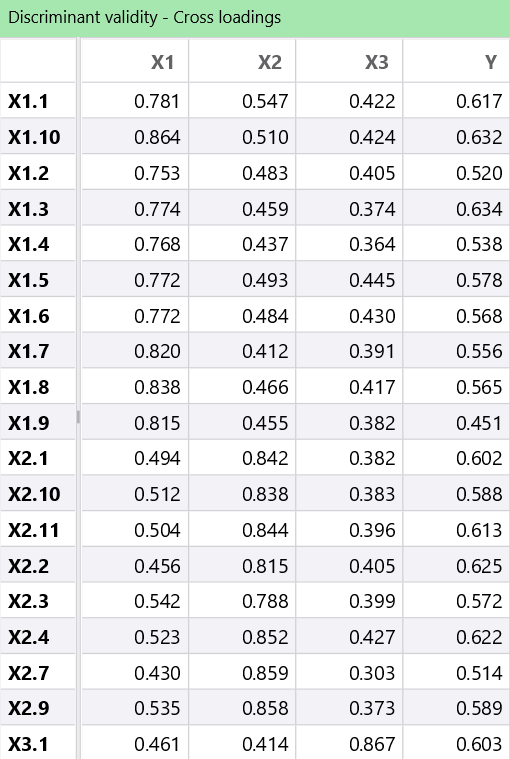 Discriminant validity - Cross loadings
X1 X2 X3 Y
X1.1 0.781 0.547 0.422 0.617
X1.10 0.864 0.510 0.424 0.632
X1.2 0.753 0.483 0.405 0.520
X1.3 0.774 0.459 0.374 0.634
X1.4 0.768 0.437 0.364 0.538
X1.5 0.772 0.493 0.445 0.578
X1.6 0.772 0.484 0.430 0.568
X1.7 0.820 0.412 0.391 0.556
X1.8 0.838 0.466 0.417 0.565
X1.9 0.815 0.455 0.382 0.451
X2.1 0.494 0.842 0.382 0.602
X2.10 0.512 0.838 0.383 0.588
X2.11 0.504 0.844 0.396 0.613
X2.2 0.456 0.815 0.405 0.625
X2.3 0.542 0.788 0.399 0.572
X2.4 0.523 0.852 0.427 0.622
X2.7 0.430 0.859 0.303 0.514
X2.9 0.535 0.858 0.373 0.589
X3.1 0.461 0.414 0.867 0.603